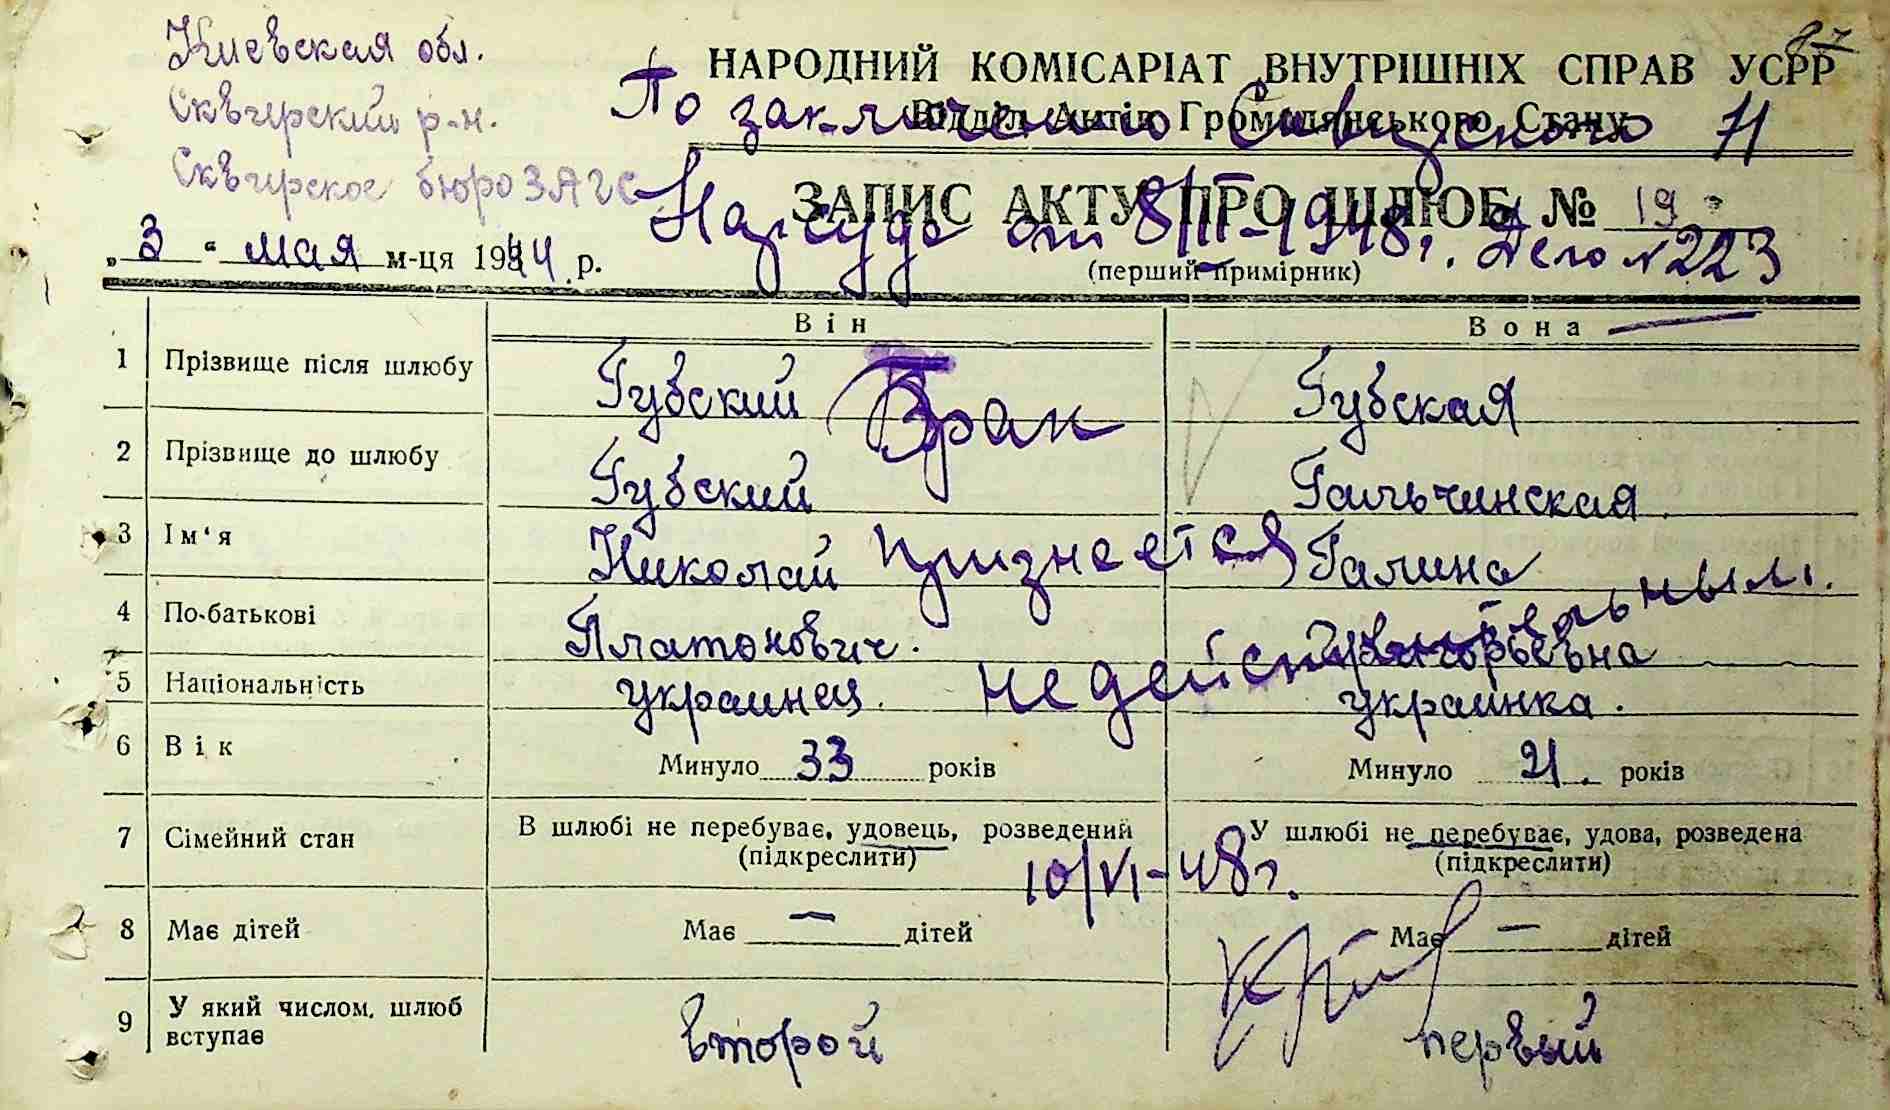 Киевская обл.
Сквирский р-н.
Сквирское бюро ЗАГС
87
НАРОДНИЙ КОМІСАРІАТ ВНУТРІШНІХ СПРАВ УСРР
Відділ Актів Громадянського Стану
По заключению Сквирского Н
ЗАПИС АКТУ ПРО ШЛЮБ № 19
Нарсуда от 8/III-1948г. Дело №223
„3“ мая м-ця 1944 р.
(перший примірник)
Він Вона
1 Прізвище після шлюбу Губский Губская
Брак
2 Прізвище до шлюбу Губский Гальчинская
3 Ім'я Николай Галина
признается
4 По-батькові Платонович. Григорьевна
недействительным.
5 Національність украинец. украинка.
6 Вік Минуло 33 років Минуло 21. років
7 Сімейний стан В шлюбі не перебуває, удовець, розведений У шлюбі не перебуває, удова, розведена
(підкреслити) (підкреслити)
10/VI-48г.
8 Має дітей Має — дітей Має — дітей
9 У який числом, шлюб вступає второй первый